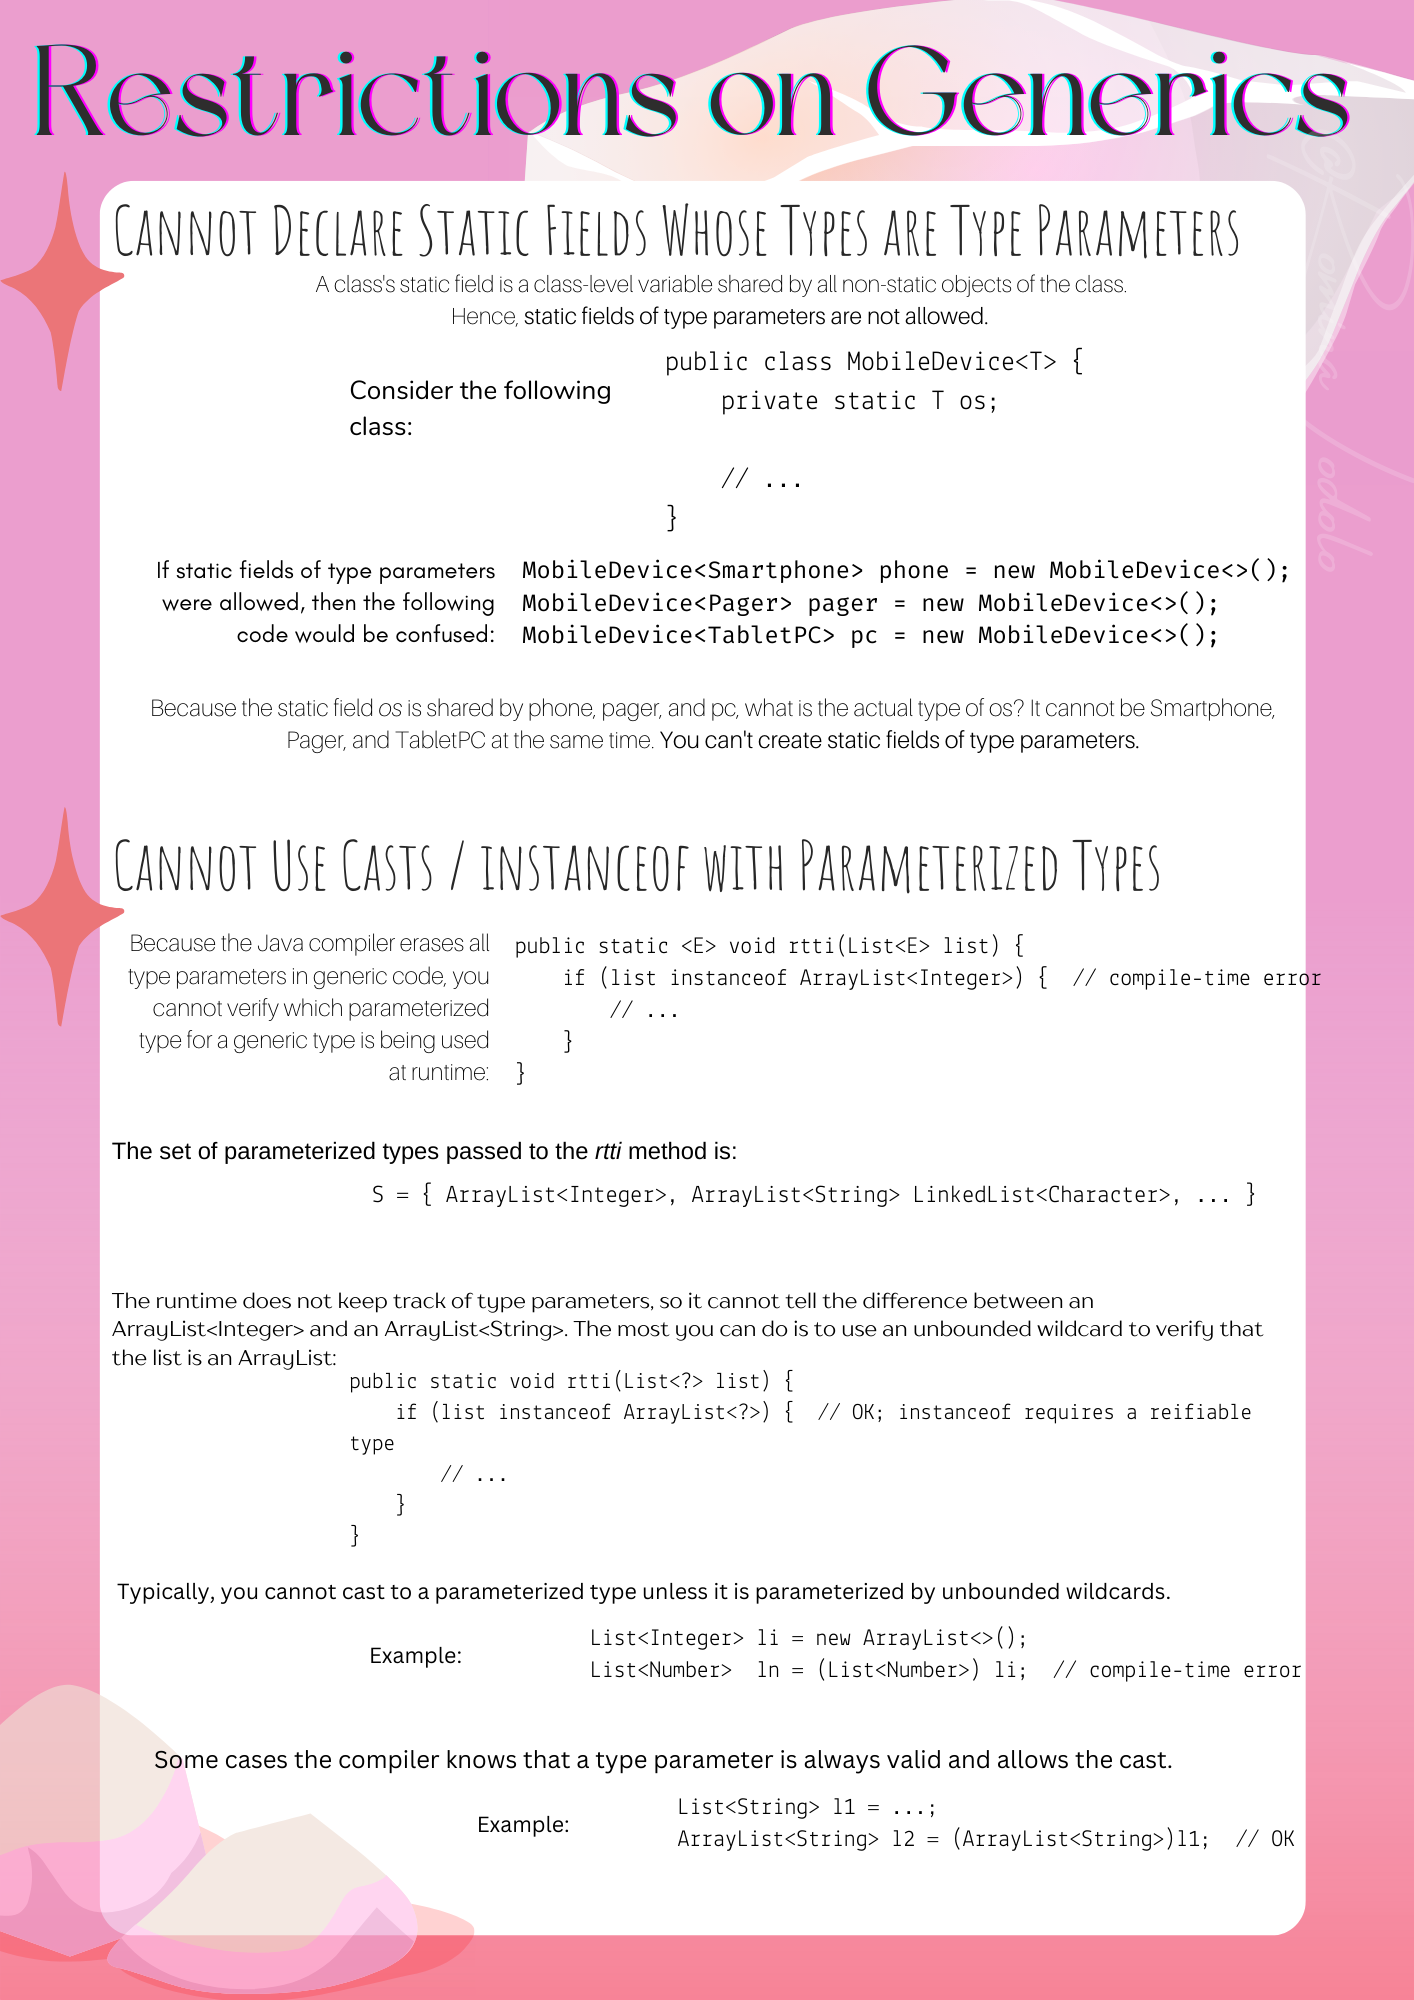 Restrictions on Generics
Cannot Declare Static Fields Whose Types are Type Parameters
A class's static field is a class-level variable shared by all non-static objects of the class.
Hence, static fields of type parameters are not allowed.
Consider the following
class:
public class MobileDevice<T> {
    private static T os;
    // ...
}
If static fields of type parameters
were allowed, then the following
code would be confused:
MobileDevice<Smartphone> phone = new MobileDevice<>();
MobileDevice<Pager> pager = new MobileDevice<>();
MobileDevice<TabletPC> pc = new MobileDevice<>();
Because the static field os is shared by phone, pager, and pc, what is the actual type of os? It cannot be Smartphone,
Pager, and TabletPC at the same time. You can't create static fields of type parameters.
Cannot Use Casts / instanceof with Parameterized Types
Because the Java compiler erases all
type parameters in generic code, you
cannot verify which parameterized
type for a generic type is being used
at runtime:
public static <E> void rtti(List<E> list) {
    if (list instanceof ArrayList<Integer>) {  // compile-time error
        // ...
    }
}
The set of parameterized types passed to the rtti method is:
S = { ArrayList<Integer>, ArrayList<String> LinkedList<Character>, ... }
The runtime does not keep track of type parameters, so it cannot tell the difference between an
ArrayList<Integer> and an ArrayList<String>. The most you can do is to use an unbounded wildcard to verify that
the list is an ArrayList:
public static void rtti(List<?> list) {
    if (list instanceof ArrayList<?>) {  // OK; instanceof requires a reifiable
type
        // ...
    }
}
Typically, you cannot cast to a parameterized type unless it is parameterized by unbounded wildcards.
Example:
List<Integer> li = new ArrayList<>();
List<Number>  ln = (List<Number>) li;  // compile-time error
Some cases the compiler knows that a type parameter is always valid and allows the cast.
Example:
List<String> l1 = ...;
ArrayList<String> l2 = (ArrayList<String>)l1;  // OK